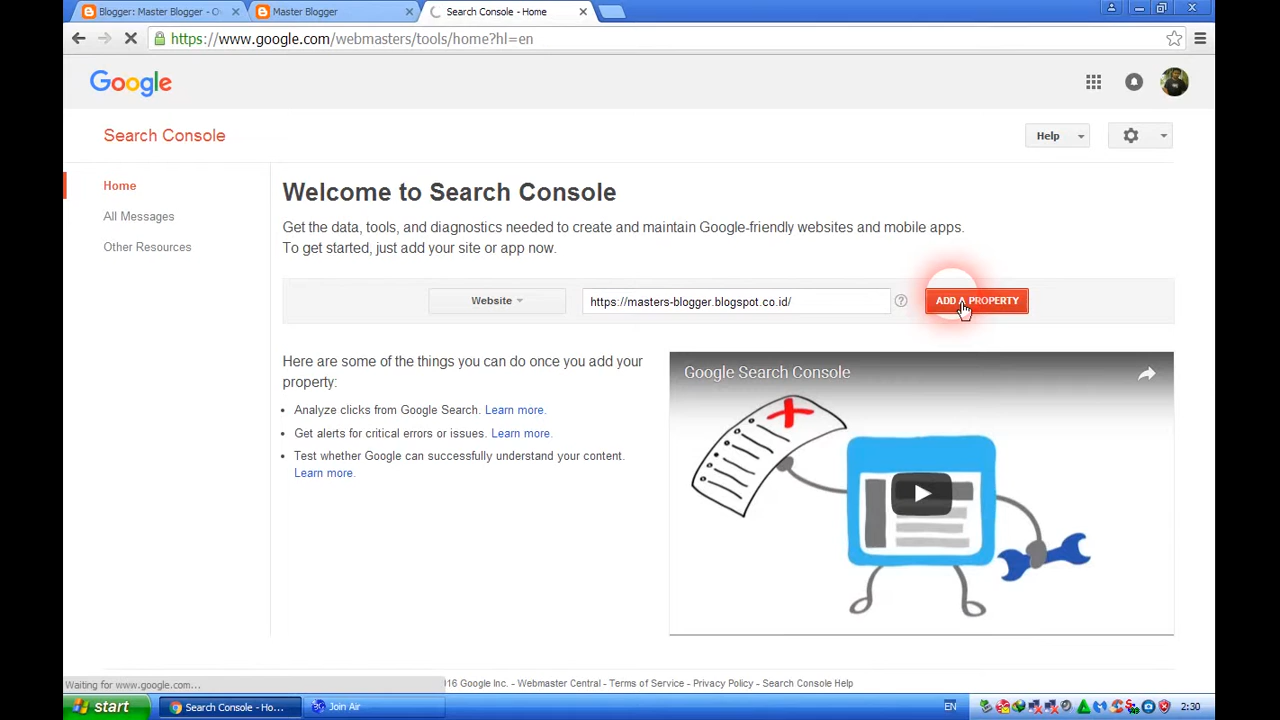 Blogger: Master Blogger - O
Master Blogger
Search Console - Home
https://www.google.com/webmasters/tools/home?hl=en
Google
Search Console
Help
Home
All Messages
Other Resources
Welcome to Search Console
Get the data, tools, and diagnostics needed to create and maintain Google-friendly websites and mobile apps.
To get started, just add your site or app now.
Website
https://masters-blogger.blogspot.co.id/
?
ADD A PROPERTY
Here are some of the things you can do once you add your
property:
Analyze clicks from Google Search. Learn more.
Get alerts for critical errors or issues. Learn more.
Test whether Google can successfully understand your content.
Learn more.
Google Search Console
Waiting for www.google.com...
16 Google Inc. - Webmaster Central - Terms of Service - Privacy Policy - Search Console Help
start
Search Console - Ho...
Join Air
EN
2:30